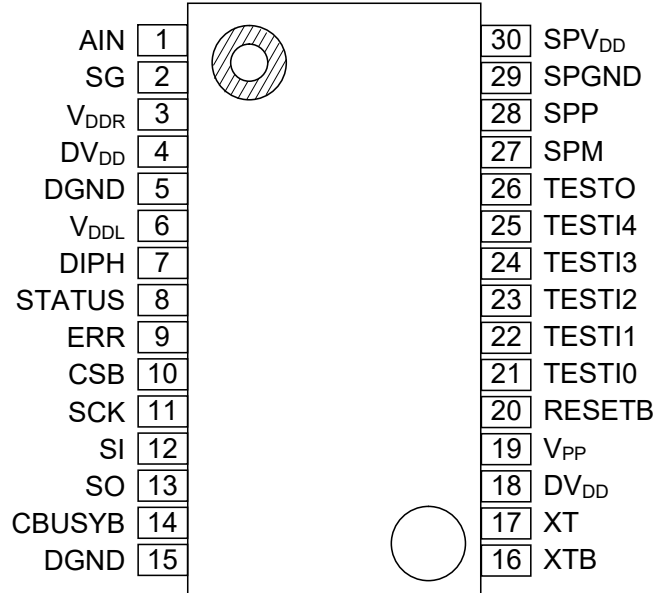 AIN 1 30 SPVDD
SG 2 29 SPGND
VDDR 3 28 SPP
DVDD 4 27 SPM
DGND 5 26 TESTO
VDDL 6 25 TESTI4
DIPH 7 24 TESTI3
STATUS 8 23 TESTI2
ERR 9 22 TESTI1
CSB 10 21 TESTI0
SCK 11 20 RESETB
SI 12 19 VPP
SO 13 18 DVDD
CBUSYB 14 17 XT
DGND 15 16 XTB